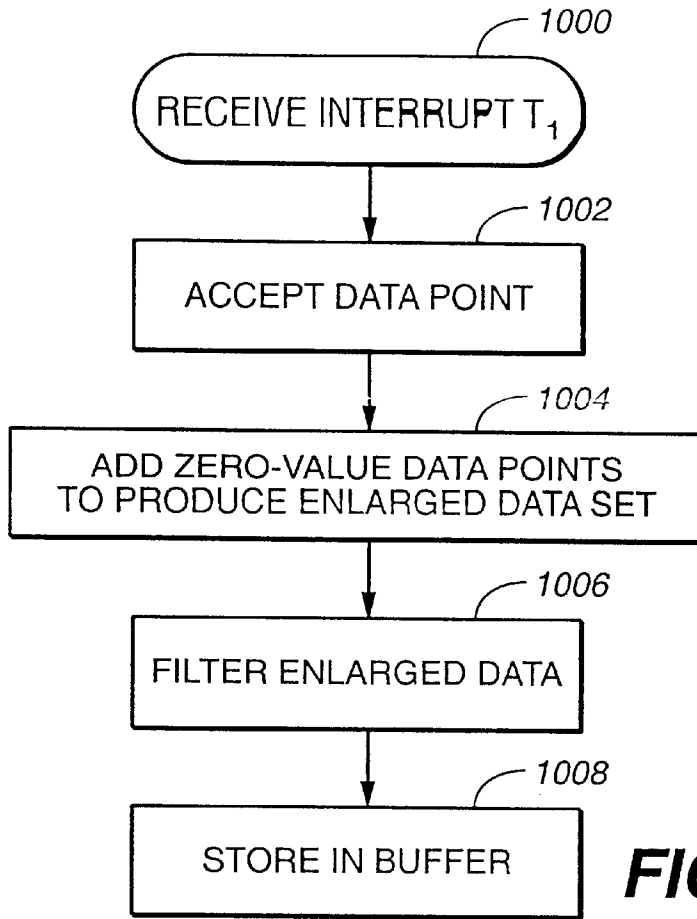 1000
RECEIVE INTERRUPT T1
1002
ACCEPT DATA POINT
1004
ADD ZERO-VALUE DATA POINTS
TO PRODUCE ENLARGED DATA SET
1006
FILTER ENLARGED DATA
1008
STORE IN BUFFER